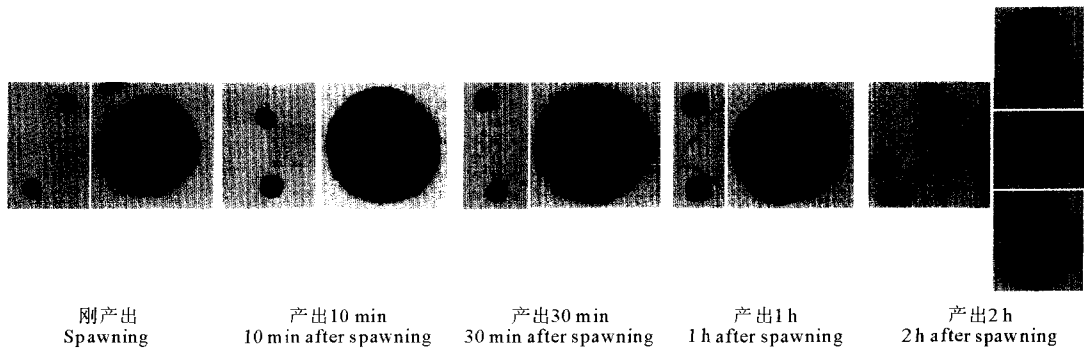 刚产出
Spawning
产出10 min
10 min after spawning
产出30 min
30 min after spawning
产出1 h
1 h after spawning
产出2 h
2 h after spawning